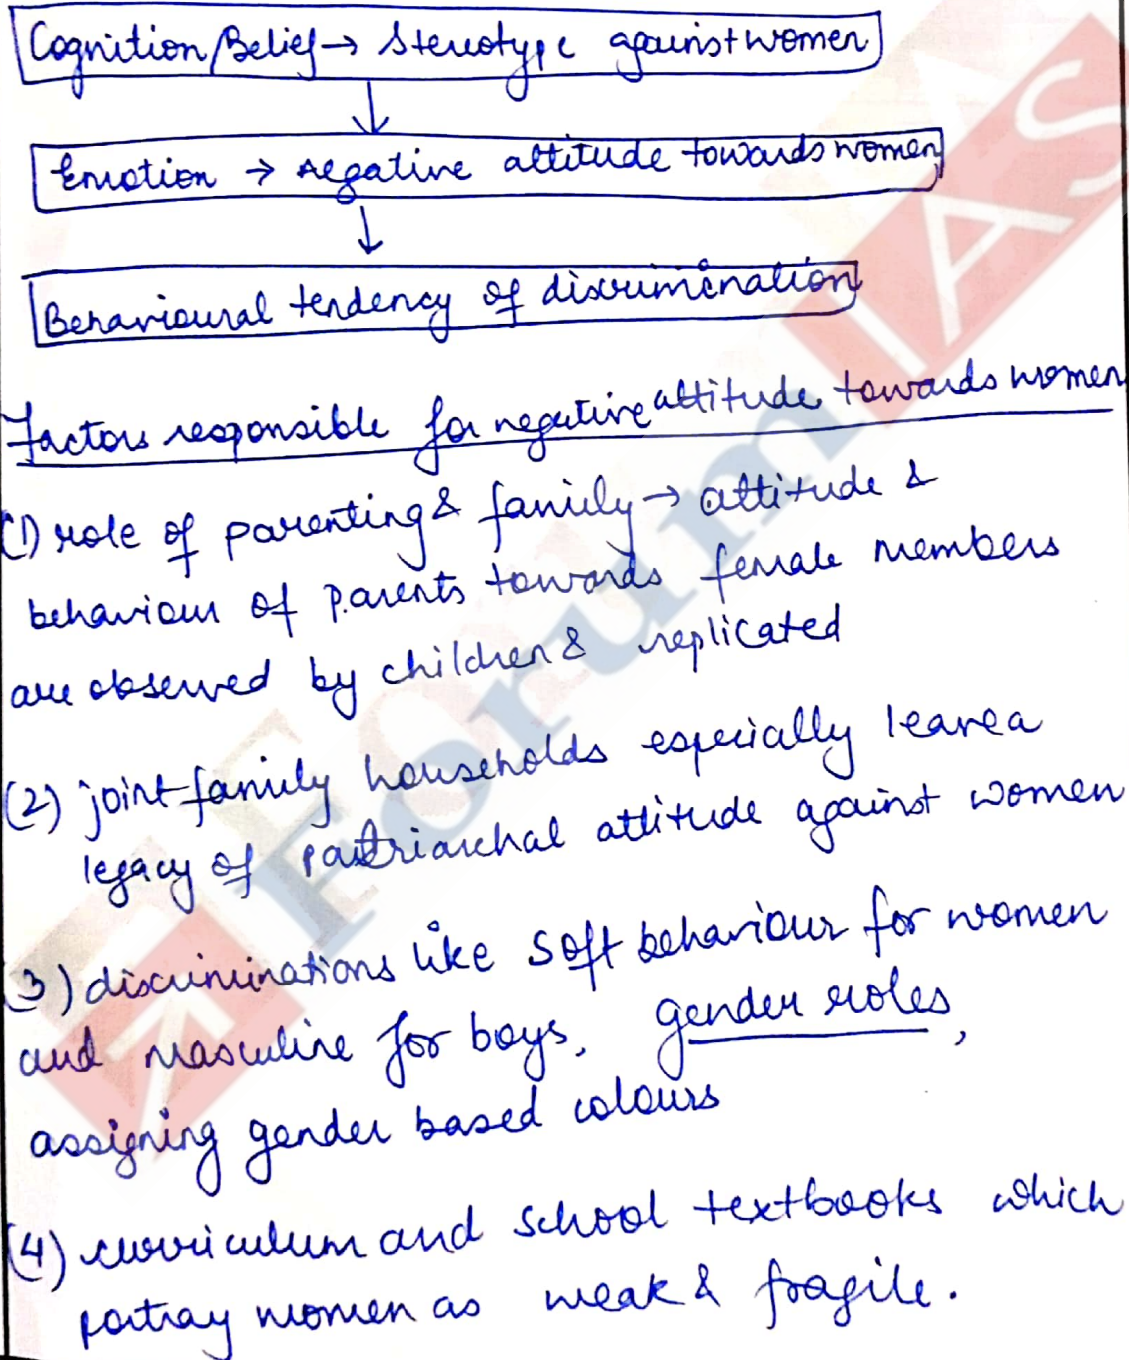 Cognition/Belief → Stereotype against women
Emotion → negative attitude towards women
Behavioural tendency of discrimination
Factors responsible for negative attitude towards women
(1) role of parenting & family → attitude &
behaviour of parents towards female members
are observed by children & replicated
(2) joint family households especially leave a
legacy of patriarchal attitude against women
(3) discriminations like soft behaviour for women
and masculine for boys, gender roles,
assigning gender based colours
(4) curriculum and school textbooks which
portray women as weak & fragile.
ForumIAS